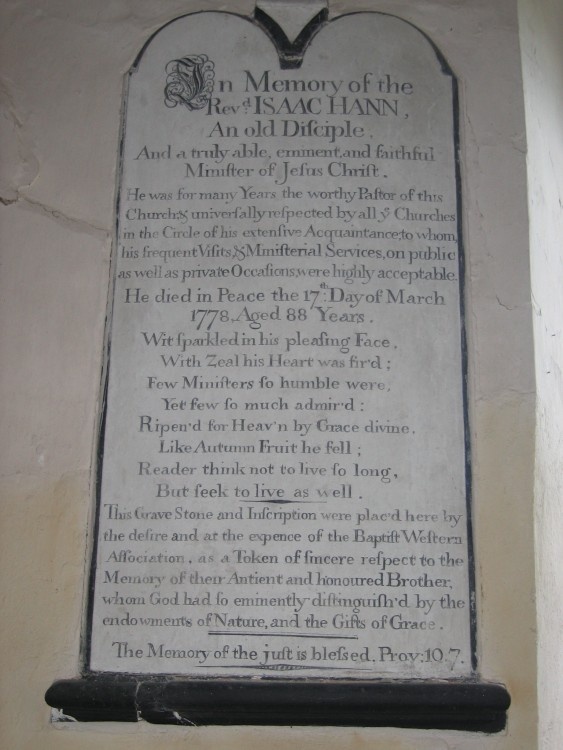 In Memory of the
Revd. ISAAC HANN,
An old Diſciple.
And a truly able, eminent, and faithful
Miniſter of Jeſus Chriſt.
He was for many Years the worthy Paſtor of this
Church; & univerſally reſpected by all ye Churches
in the Circle of his extenſive Acquaintance; to whom,
his frequent Viſits, & Miniſterial Services, on public
as well as private Occaſions, were highly acceptable.
He died in Peace the 17th: Day of March
1778, Aged 88 Years.
Wit ſparkled in his pleaſing Face,
With Zeal his Heart was fir'd;
Few Miniſters ſo humble were,
Yet few ſo much admir'd:
Ripen'd for Heav'n by Grace divine.
Like Autumn Fruit he fell;
Reader think not to live ſo long,
But ſeek to live as well.
This Grave Stone and Inſcription were plac'd here by
the deſire and at the expence of the Baptiſt Weſtern
Aſſociation, as a Token of ſincere reſpect to the
Memory of their Antient and honoured Brother,
whom God had ſo eminently diſtinguiſh'd by the
endowments of Nature, and the Gifts of Grace.
The Memory of the juſt is bleſſed. Prov: 10. 7.